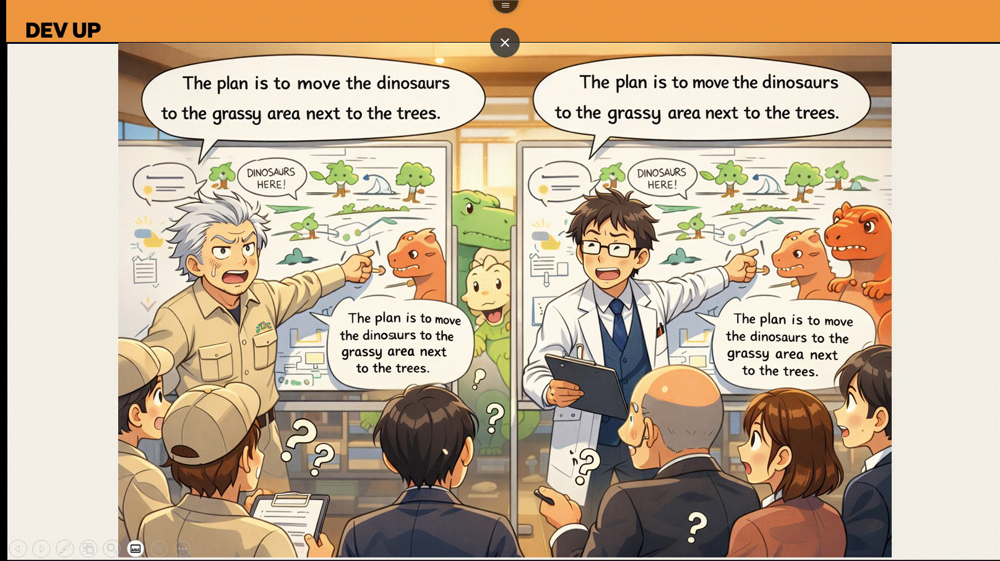 DEV UP
The plan is to move the dinosaurs
to the grassy area next to the trees.
The plan is to move the dinosaurs
to the grassy area next to the trees.
DINOSAURS
HERE!
DINOSAURS
HERE!
The plan is to move
the dinosaurs to the
grassy area next
to the trees.
The plan is to move
the dinosaurs to the
grassy area next
to the trees.
?
?
?
?
?
?